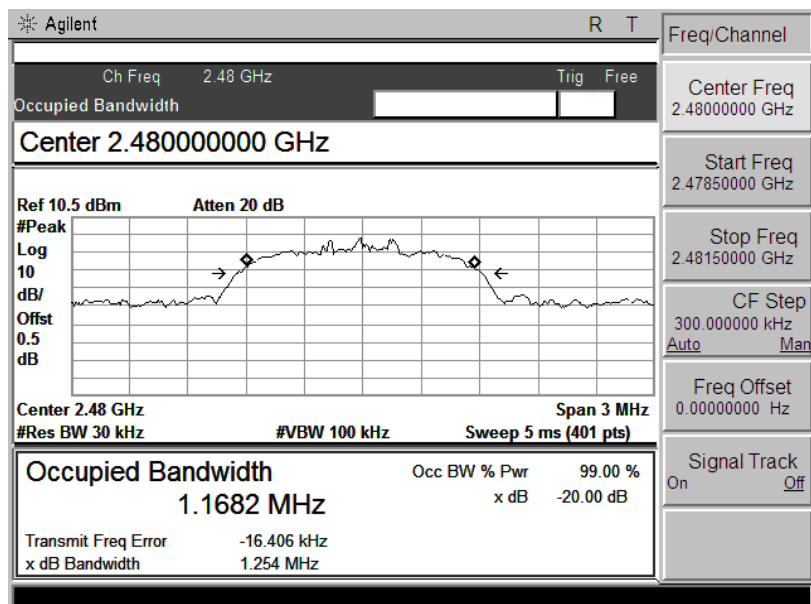 Agilent R T
Freq/Channel
Ch Freq 2.48 GHz Trig Free
Occupied Bandwidth
Center 2.480000000 GHz
Ref 10.5 dBm Atten 20 dB
#Peak
Log
10
dB/
Offst
0.5
dB
Center 2.48 GHz Span 3 MHz
#Res BW 30 kHz #VBW 100 kHz Sweep 5 ms (401 pts)
Occupied Bandwidth
1.1682 MHz
Occ BW % Pwr 99.00 %
x dB -20.00 dB
Transmit Freq Error -16.406 kHz
x dB Bandwidth 1.254 MHz
Center Freq
2.48000000 GHz
Start Freq
2.47850000 GHz
Stop Freq
2.48150000 GHz
CF Step
300.000000 kHz
Auto Man
Freq Offset
0.00000000 Hz
Signal Track
On Off